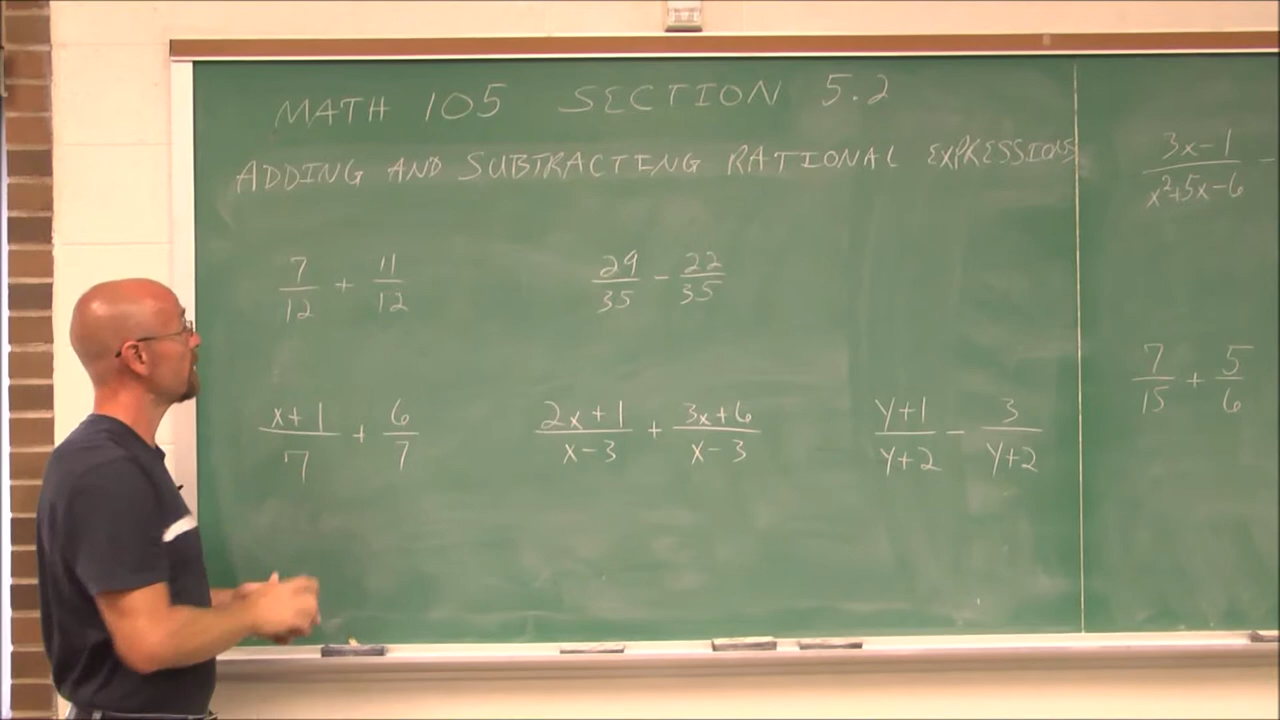 MATH 105 SECTION 5.2
ADDING AND SUBTRACTING RATIONAL EXPRESSIONS
7/12 + 11/12
29/35 - 22/35
(x+1)/7 + 6/7
(2x+1)/(x-3) + (3x+6)/(x-3)
(y+1)/(y+2) - 3/(y+2)
(3x-1)/(x²+5x-6) -
7/15 + 5/6